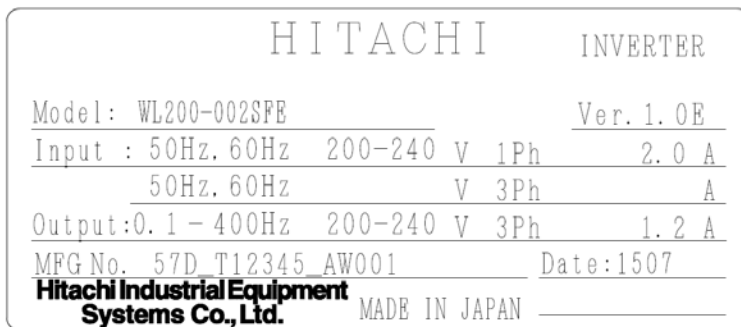 HITACHI INVERTER
Model: WL200-002SFE Ver. 1.0E
Input : 50Hz, 60Hz 200-240 V 1Ph 2.0 A
50Hz, 60Hz V 3Ph A
Output:0.1-400Hz 200-240 V 3Ph 1.2 A
MFG No. 57D_T12345_AW001 Date:1507
Hitachi Industrial Equipment
Systems Co., Ltd. MADE IN JAPAN